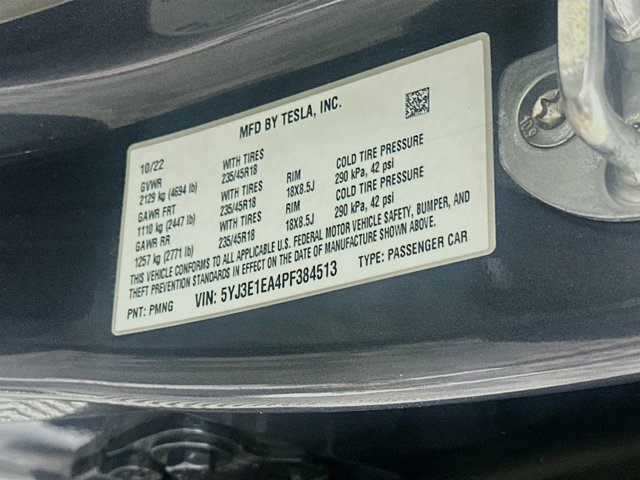 MFD BY TESLA, INC.
10/22
GVWR WITH TIRES COLD TIRE PRESSURE
2129 kg (4694 lb) 235/45R18 RIM 290 kPa, 42 psi
GAWR FRT WITH TIRES 18X8.5J COLD TIRE PRESSURE
1110 kg (2447 lb) 235/45R18 RIM 290 kPa, 42 psi
GAWR RR WITH TIRES 18X8.5J
1257 kg (2771 lb) 235/45R18
THIS VEHICLE CONFORMS TO ALL APPLICABLE U.S. FEDERAL MOTOR VEHICLE SAFETY, BUMPER, AND
THEFT PREVENTION STANDARDS IN EFFECT ON THE DATE OF MANUFACTURE SHOWN ABOVE.
PNT: PMNG VIN: 5YJ3E1EA4PF384513 TYPE: PASSENGER CAR